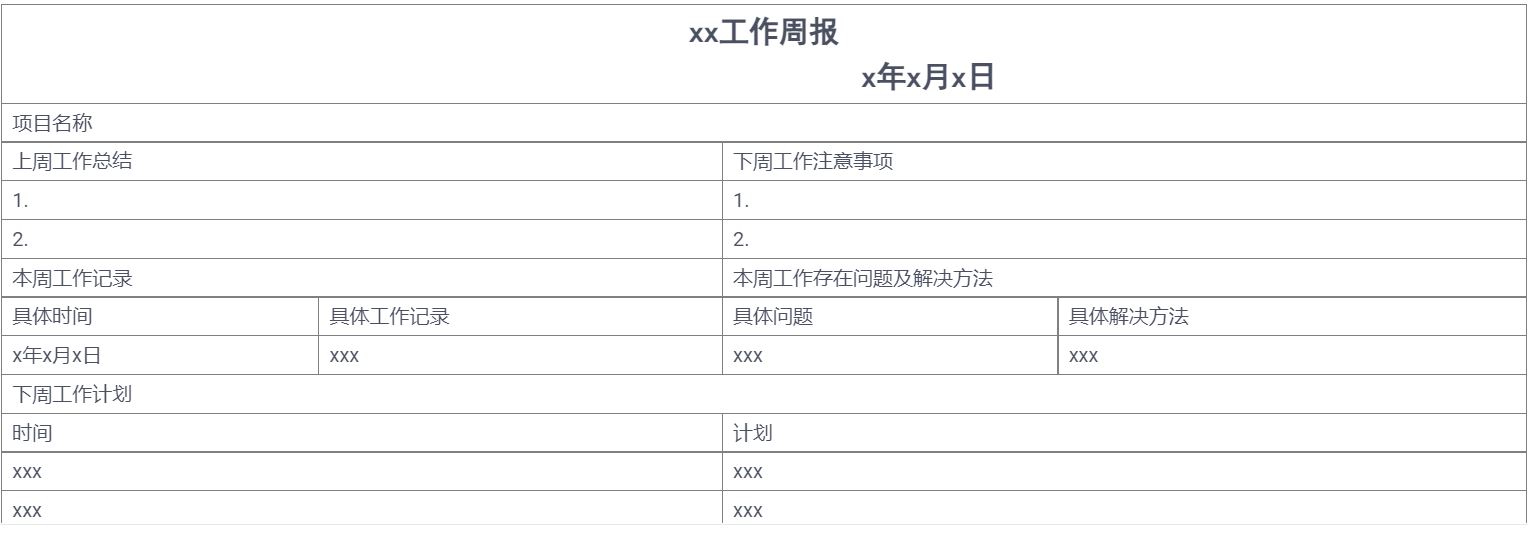 xx工作周报
x年x月x日
项目名称
上周工作总结 下周工作注意事项
1. 1.
2. 2.
本周工作记录 本周工作存在问题及解决方法
具体时间 具体工作记录 具体问题 具体解决方法
x年x月x日 xxx xxx xxx
下周工作计划
时间 计划
xxx xxx
xxx xxx